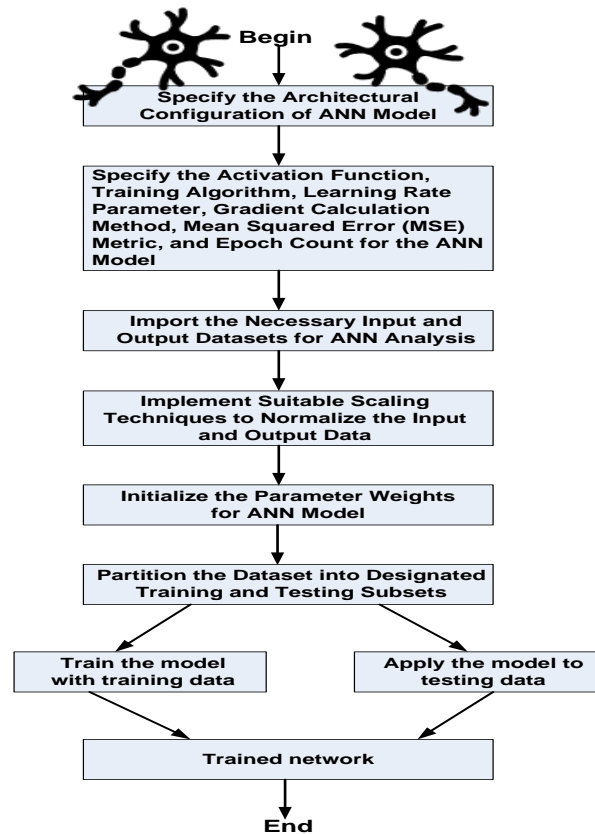 Begin
Specify the Architectural
Configuration of ANN Model
Specify the Activation Function,
Training Algorithm, Learning Rate
Parameter, Gradient Calculation
Method, Mean Squared Error (MSE)
Metric, and Epoch Count for the ANN
Model
Import the Necessary Input and
Output Datasets for ANN Analysis
Implement Suitable Scaling
Techniques to Normalize the Input
and Output Data
Initialize the Parameter Weights
for ANN Model
Partition the Dataset into Designated
Training and Testing Subsets
Train the model
with training data
Apply the model to
testing data
Trained network
End